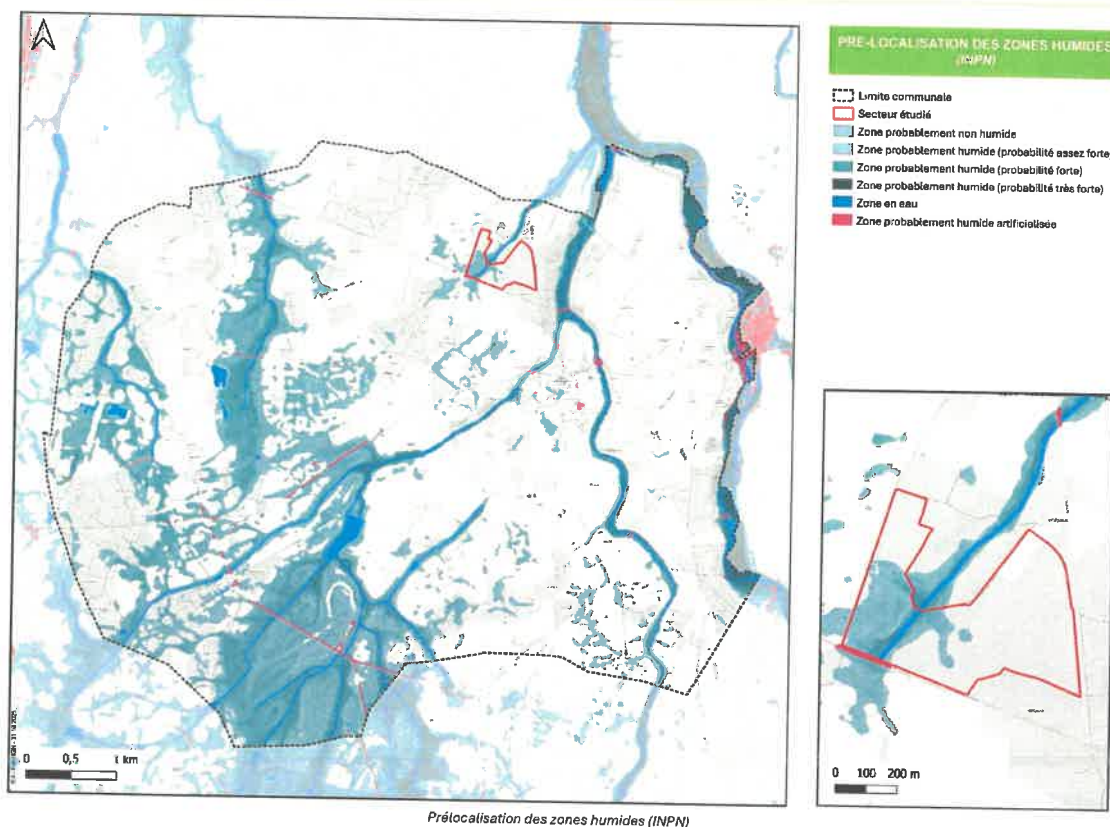 PRE-LOCALISATION DES ZONES HUMIDES
(INPN)
Limite communale
Secteur étudié
Zone probablement non humide
Zone probablement humide (probabilité assez forte)
Zone probablement humide (probabilité forte)
Zone probablement humide (probabilité très forte)
Zone en eau
Zone probablement humide artificialisée
0 0,5 1 km
0 100 200 m
Prélocalisation des zones humides (INPN)